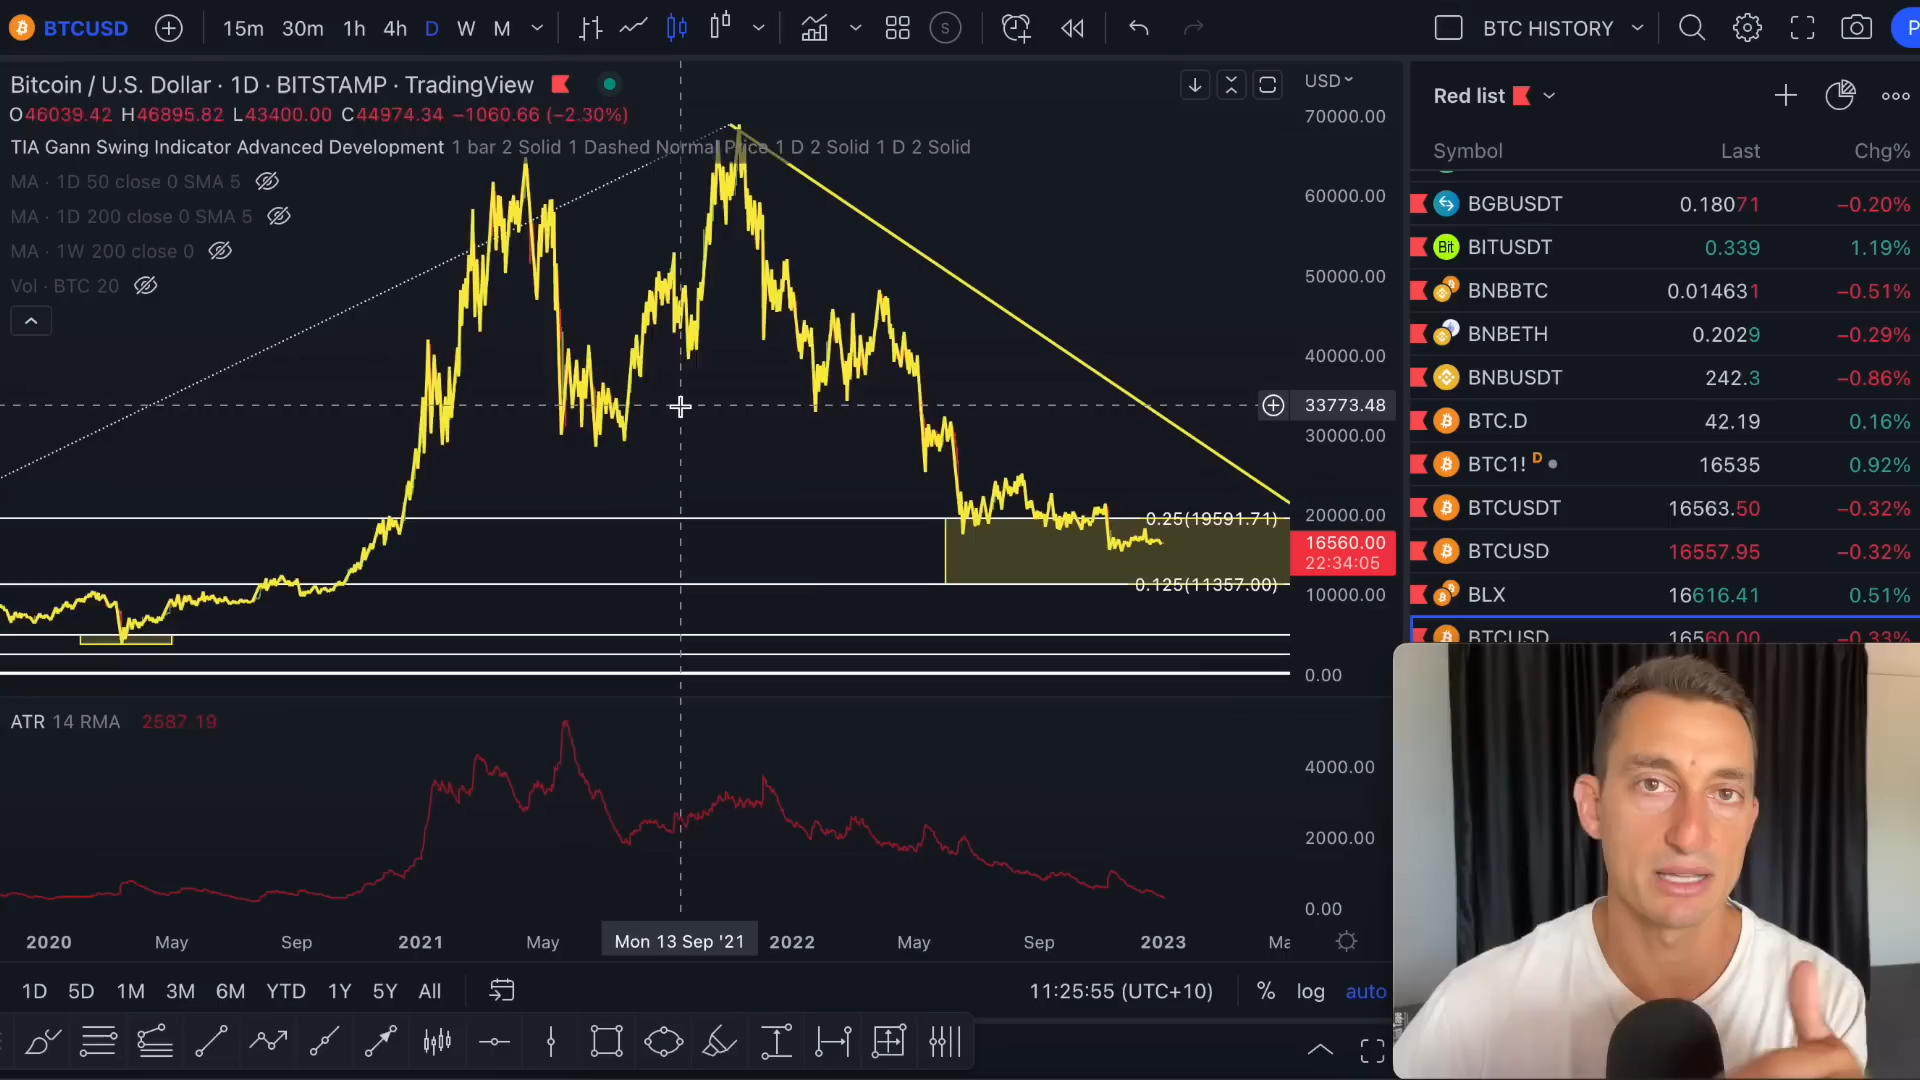 BTCUSD 15m 30m 1h 4h D W M S BTC HISTORY P
Bitcoin / U.S. Dollar · 1D · BITSTAMP · TradingView
O46039.42 H46895.82 L43400.00 C44974.34 −1060.66 (−2.30%)
TIA Gann Swing Indicator Advanced Development 1 bar 2 Solid 1 Dashed Normal Price 1 D 2 Solid 1 D 2 Solid
MA · 1D 50 close 0 SMA 5
MA · 1D 200 close 0 SMA 5
MA · 1W 200 close 0
Vol · BTC 20
USD
70000.00
60000.00
50000.00
40000.00
33773.48
30000.00
20000.00
16560.00
22:34:05
10000.00
0.00
0.25(19591.71)
0.125(11357.00)
ATR 14 RMA 2587.19
4000.00
2000.00
0.00
2020 May Sep 2021 May Mon 13 Sep '21 2022 May Sep 2023 Ma
1D 5D 1M 3M 6M YTD 1Y 5Y All 11:25:55 (UTC+10) % log auto
Red list
Symbol Last Chg%
BGBUSDT 0.18071 −0.20%
Bit BITUSDT 0.339 1.19%
BNBBTC 0.014631 −0.51%
BNBETH 0.2029 −0.29%
BNBUSDT 242.3 −0.86%
BTC.D 42.19 0.16%
BTC1! D 16535 0.92%
BTCUSDT 16563.50 −0.32%
BTCUSD 16557.95 −0.32%
BLX 16616.41 0.51%
BTCUSD 16560.00 −0.33%